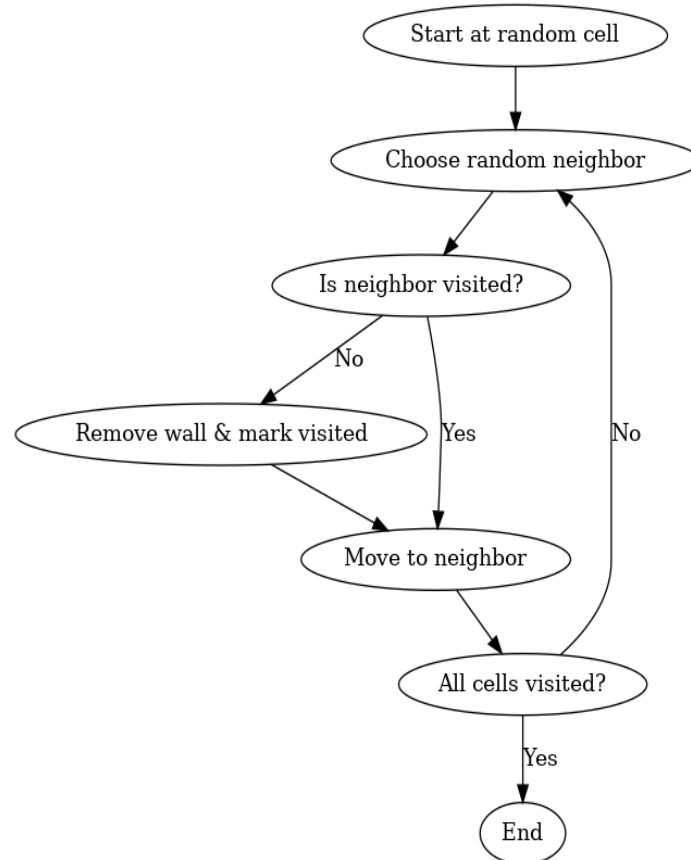 Start at random cell
Choose random neighbor
Is neighbor visited?
No
Remove wall & mark visited
Yes
No
Move to neighbor
All cells visited?
Yes
End